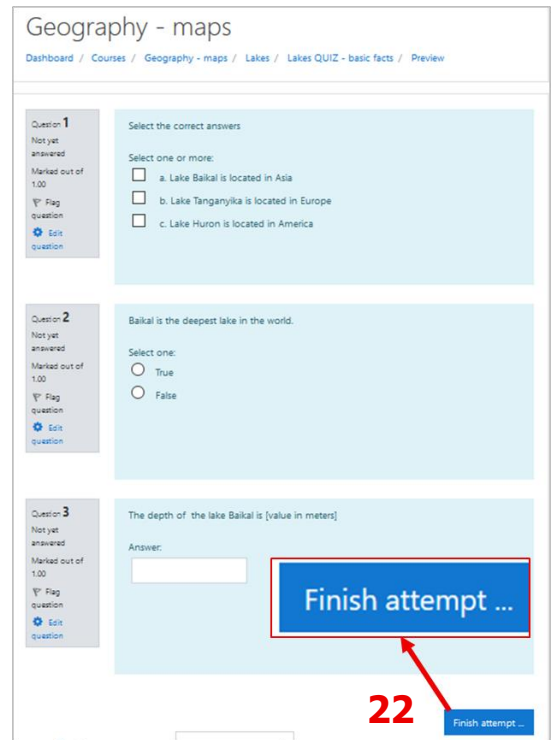 Geography - maps
Dashboard / Courses / Geography - maps / Lakes / Lakes QUIZ - basic facts / Preview
Question 1
Not yet
answered
Marked out of
1.00
Flag
question
Edit
question
Select the correct answers
Select one or more:
a. Lake Baikal is located in Asia
b. Lake Tanganyika is located in Europe
c. Lake Huron is located in America
Question 2
Not yet
answered
Marked out of
1.00
Flag
question
Edit
question
Baikal is the deepest lake in the world.
Select one:
True
False
Question 3
Not yet
answered
Marked out of
1.00
Flag
question
Edit
question
The depth of the lake Baikal is [value in meters]
Answer:
Finish attempt ...
22
Finish attempt ...